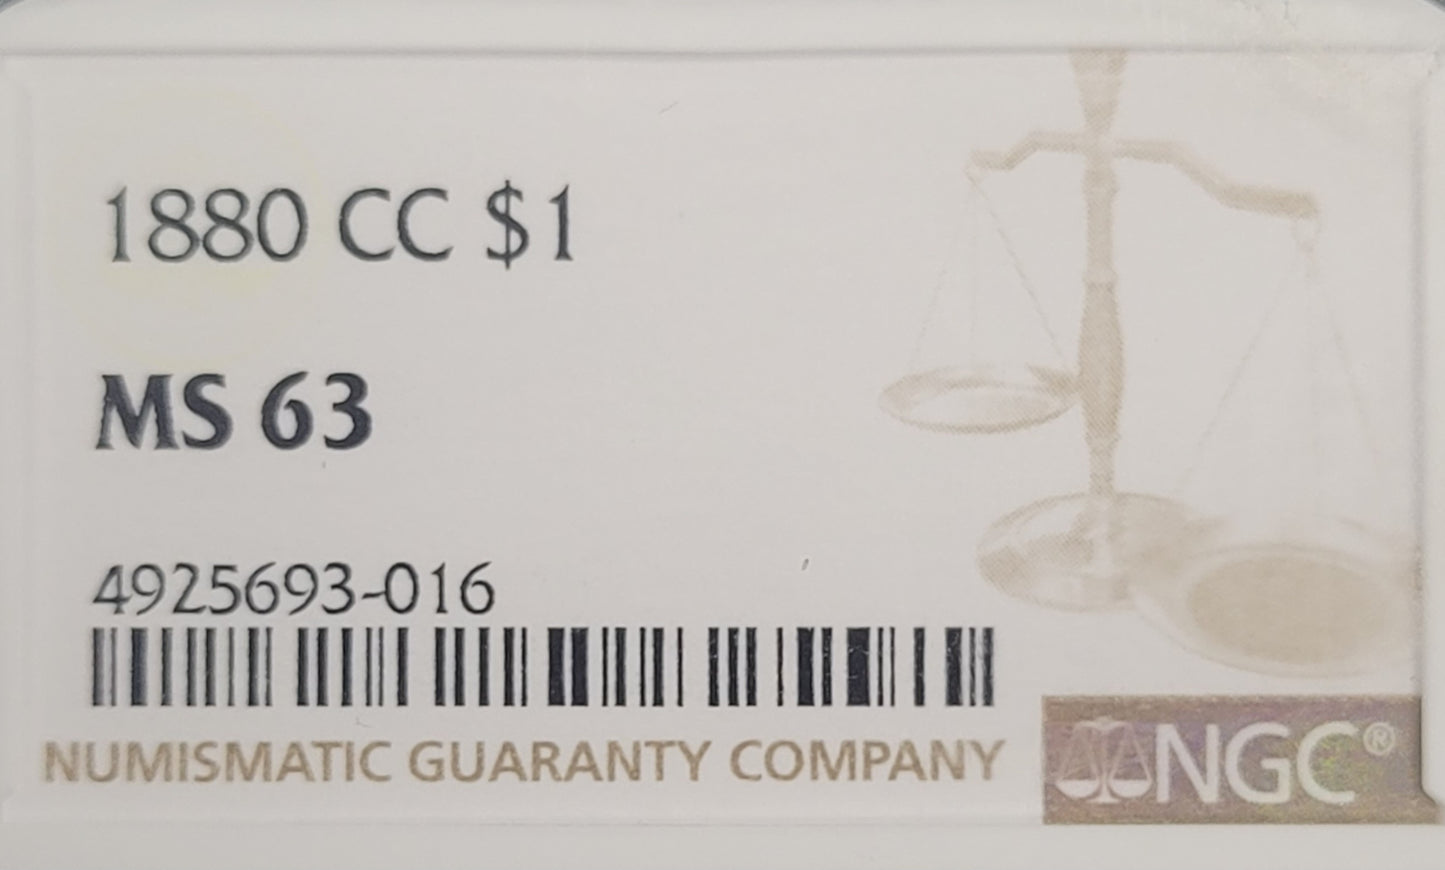 1880 CC $1
MS 63
4925693-016
NUMISMATIC GUARANTY COMPANY
NGC®